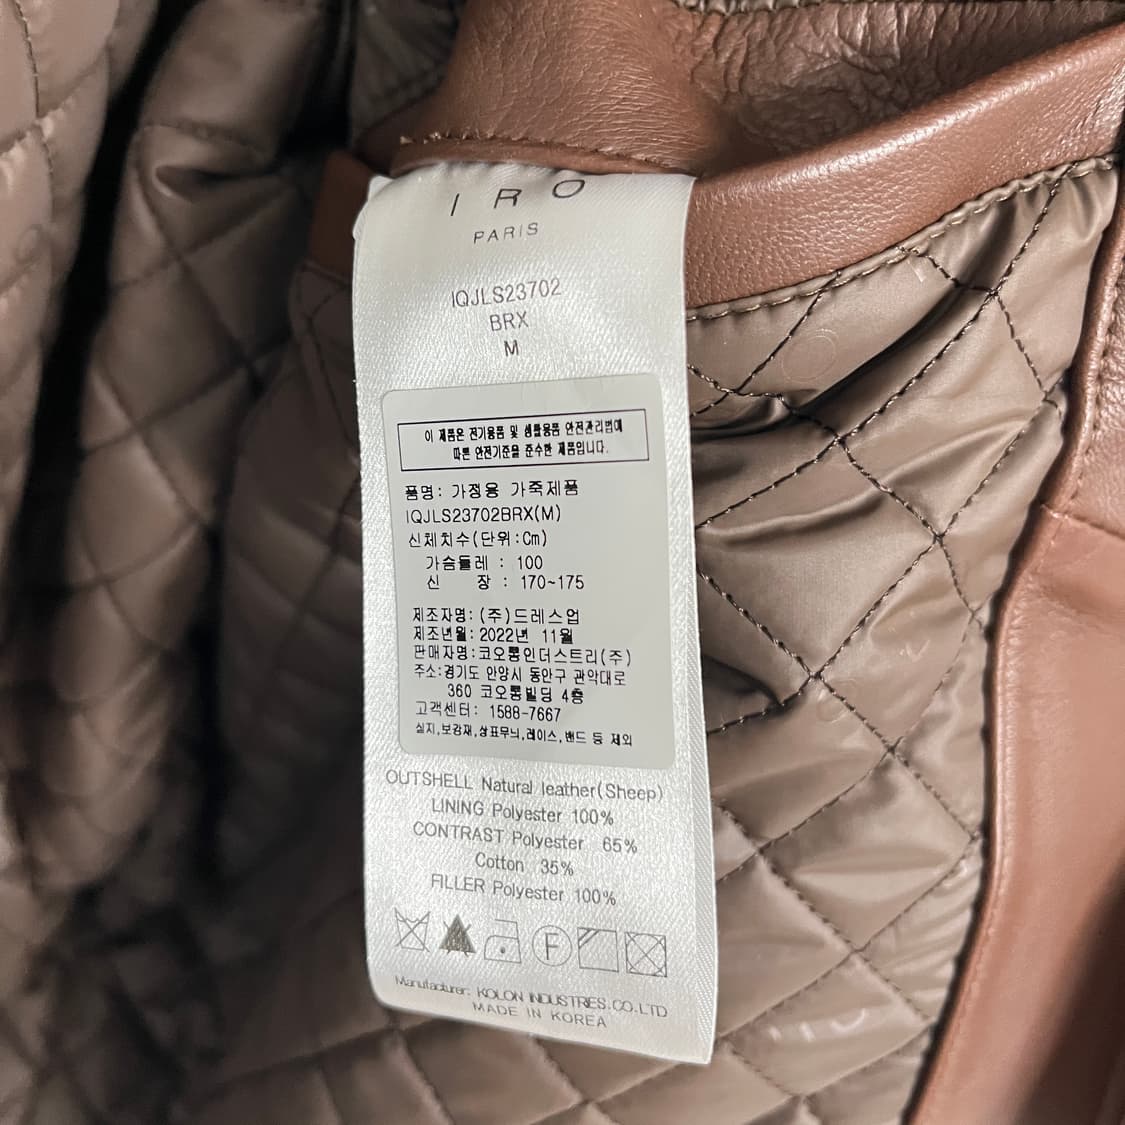 IRO
PARIS
IQJLS23702
BRX
M
이 제품은 전기용품 및 생활용품 안전관리법에
따른 안전기준을 준수한 제품입니다.
품명: 가정용 가죽제품
IQJLS23702BRX(M)
신체치수(단위:Cm)
가슴둘레 : 100
신 장 : 170~175
제조자명: (주)드레스업
제조년월: 2022년 11월
판매자명:코오롱인더스트리(주)
주소:경기도 안양시 동안구 관악대로
360 코오롱빌딩 4층
고객센터: 1588-7667
실지,보강재,상표무늬,레이스,밴드 등 제외
OUTSHELL Natural leather(Sheep)
LINING Polyester 100%
CONTRAST Polyester 65%
Cotton 35%
FILLER Polyester 100%
F
Manufacturer: KOLON INDUSTRIES.CO.LTD
MADE IN KOREA